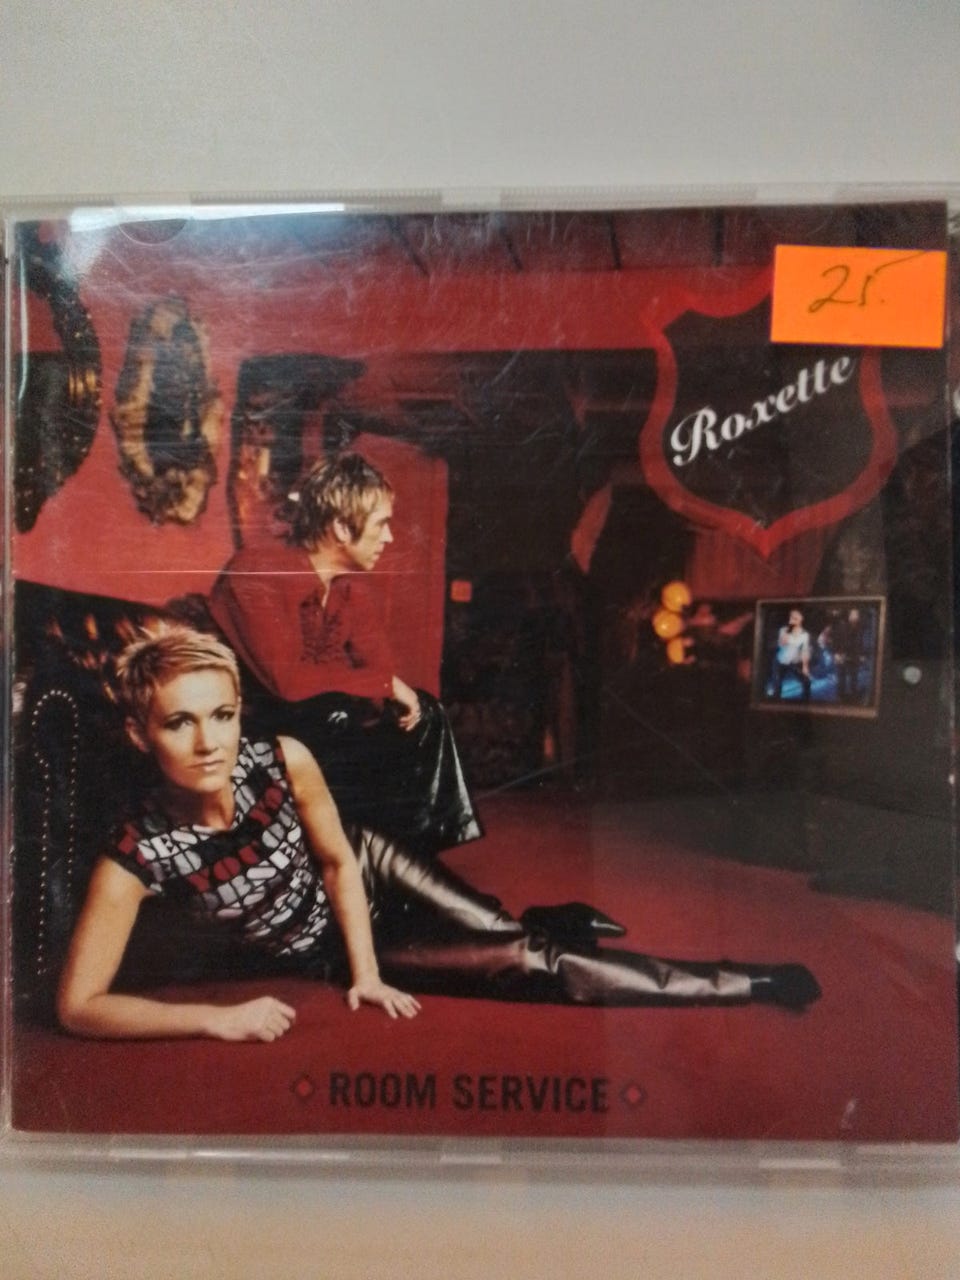 25.
Roxette
ROOM SERVICE